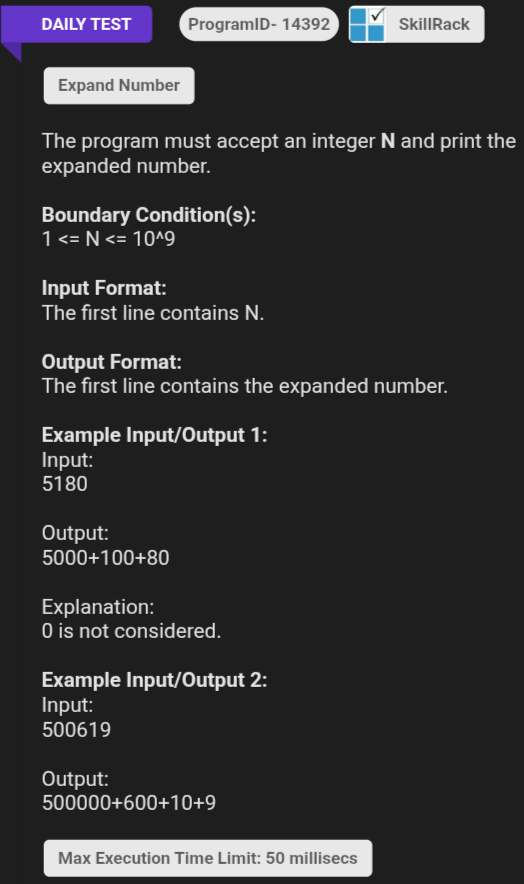 DAILY TEST
ProgramID- 14392
SkillRack
Expand Number
The program must accept an integer N and print the
expanded number.
Boundary Condition(s):
1 <= N <= 10^9
Input Format:
The first line contains N.
Output Format:
The first line contains the expanded number.
Example Input/Output 1:
Input:
5180
Output:
5000+100+80
Explanation:
0 is not considered.
Example Input/Output 2:
Input:
500619
Output:
500000+600+10+9
Max Execution Time Limit: 50 millisecs